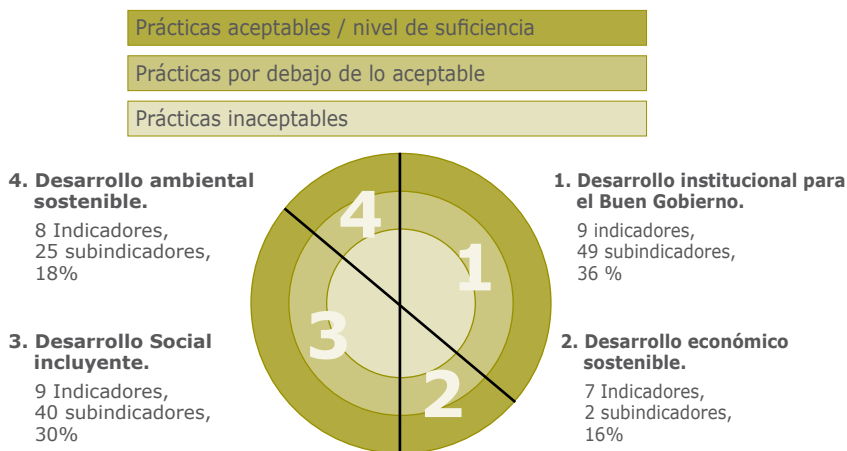 Prácticas aceptables / nivel de suficiencia
Prácticas por debajo de lo aceptable
Prácticas inaceptables
4. Desarrollo ambiental
sostenible.
8 Indicadores,
25 subindicadores,
18%
1. Desarrollo institucional para
el Buen Gobierno.
9 indicadores,
49 subindicadores,
36 %
4
1
3
2
3. Desarrollo Social
incluyente.
9 Indicadores,
40 subindicadores,
30%
2. Desarrollo económico
sostenible.
7 Indicadores,
2 subindicadores,
16%